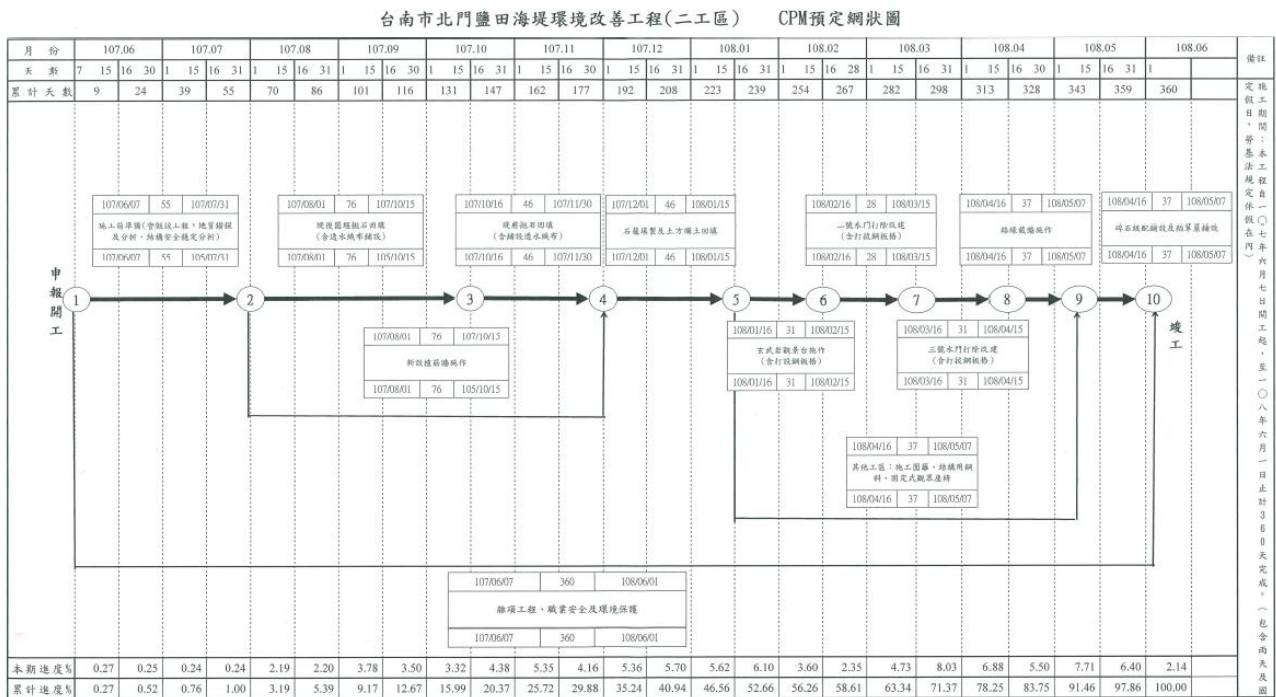 台南市北門鹽田海堤環境改善工程(二工區) CPM預定網狀圖
月份 107.06 107.07 107.08 107.09 107.10 107.11 107.12 108.01 108.02 108.03 108.04 108.05 108.06 備註
天數 7 15 16 30 1 15 16 31 1 15 16 31 1 15 16 30 1 15 16 31 1 15 16 30 1 15 16 31 1 15 16 31 1 15 16 28 1 15 16 31 1 15 16 30 1 15 16 31 1
累計天數 9 24 39 55 70 86 101 116 131 147 162 177 192 208 223 239 254 267 282 298 313 328 343 359 360
施工期間:本工程自一○七年六月七日開工起,至一○八年六月一日止計360天完成。(包含雨天及國定假日、勞基法規定休假在內)
107/06/07 55 107/07/31
施工前準備(含假設工程、地質鑽探
及分析、結構安全穩定分析)
107/06/07 55 105/07/31
107/08/01 76 107/10/15
堤後圍堰拋石回填
(含透水織布鋪設)
107/08/01 76 105/10/15
107/10/16 46 107/11/30
堤前拋石回填
(含鋪設透水織布)
107/10/16 46 107/11/30
107/12/01 46 108/01/15
石籠填製及土方購土回填
107/12/01 46 108/01/15
108/02/16 28 108/03/15
二號水門打除改建
(含打拔鋼板樁)
108/02/16 28 108/03/15
108/04/16 37 108/05/07
路緣截牆施作
108/04/16 37 108/05/07
108/04/16 37 108/05/07
碎石級配鋪設及稻草蓆鋪設
108/04/16 37 108/05/07
申報開工
1 2 3 4 5 6 7 8 9 10
竣工
107/08/01 76 107/10/15
新設植筋牆施作
107/08/01 76 105/10/15
108/01/16 31 108/02/15
玄武岩觀景台施作
(含打設鋼板樁)
108/01/16 31 108/02/15
108/03/16 31 108/04/15
三號水門打除改建
(含打拔鋼板樁)
108/03/16 31 108/04/15
108/04/16 37 108/05/07
其他工區:施工圍籬、結構用鋼
料、固定式觀眾座椅
108/04/16 37 108/05/07
107/06/07 360 108/06/01
雜項工程、職業安全及環境保護
107/06/07 360 108/06/01
本期進度% 0.27 0.25 0.24 0.24 2.19 2.20 3.78 3.50 3.32 4.38 5.35 4.16 5.36 5.70 5.62 6.10 3.60 2.35 4.73 8.03 6.88 5.50 7.71 6.40 2.14
累計進度% 0.27 0.52 0.76 1.00 3.19 5.39 9.17 12.67 15.99 20.37 25.72 29.88 35.24 40.94 46.56 52.66 56.26 58.61 63.34 71.37 78.25 83.75 91.46 97.86 100.00